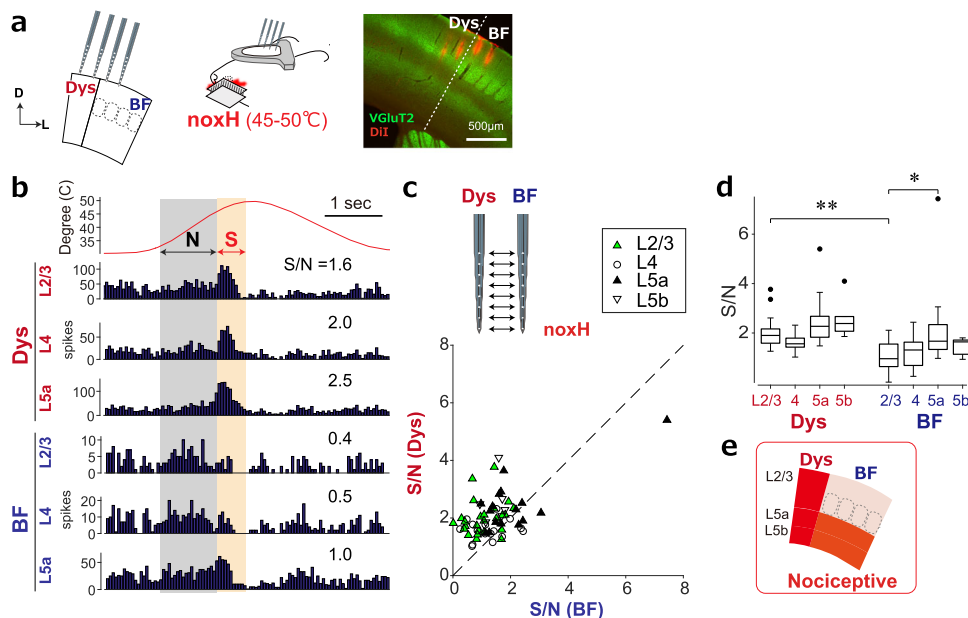 a
Dys
BF
D
L
noxH (45-50℃)
Dys
BF
VGluT2
DiI
500μm
b
Degree (C)
50
45
35
1 sec
N
S
Dys
L2/3
100
50
0
S/N =1.6
L4
spikes
100
50
0
2.0
L5a
100
0
2.5
BF
L2/3
10
5
0
0.4
L4
spikes
20
10
0
0.5
L5a
50
0
1.0
c
Dys
BF
noxH
L2/3
L4
L5a
L5b
S/N (Dys)
8
6
4
2
0
0
2
4
6
8
S/N (BF)
d
**
*
S/N
6
4
2
L2/3
4
5a
5b
2/3
4
5a
5b
Dys
BF
e
Dys
BF
L2/3
L5a
L5b
Nociceptive